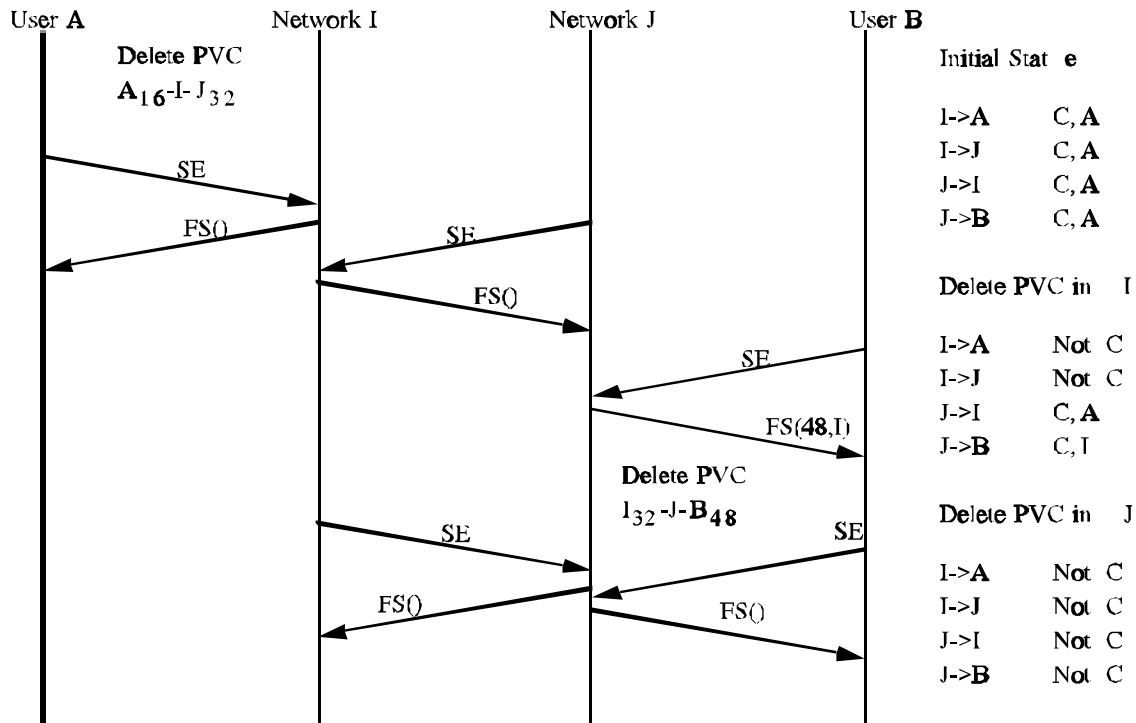 User A
Network I
Network J
User B
Delete PVC
A16-I-J32
SE
FS()
SE
FS()
SE
FS(48,I)
Delete PVC
I32-J-B48
SE
SE
FS()
FS()
Initial State
I->A C, A
I->J C, A
J->I C, A
J->B C, A
Delete PVC in I
I->A Not C
I->J Not C
J->I C, A
J->B C, I
Delete PVC in J
I->A Not C
I->J Not C
J->I Not C
J->B Not C